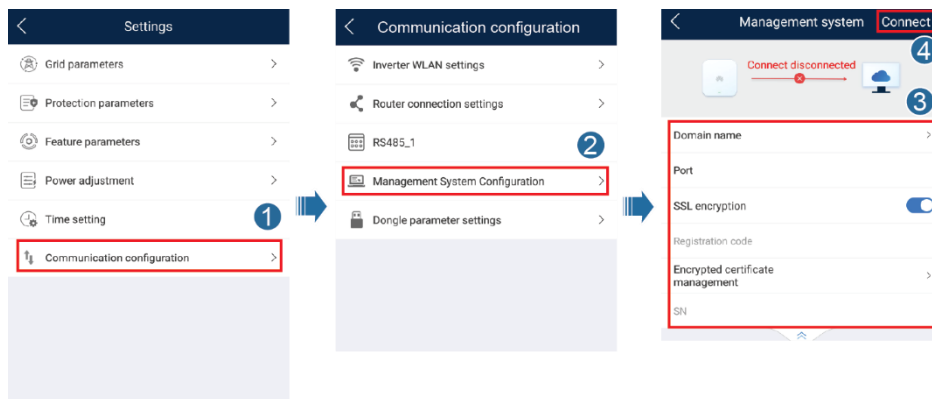 Settings
Grid parameters
Protection parameters
Feature parameters
Power adjustment
Time setting
1
Communication configuration
Communication configuration
Inverter WLAN settings
Router connection settings
RS485_1
2
Management System Configuration
Dongle parameter settings
Management system Connect
4
Connect disconnected
3
Domain name
Port
SSL encryption
Registration code
Encrypted certificate
management
SN